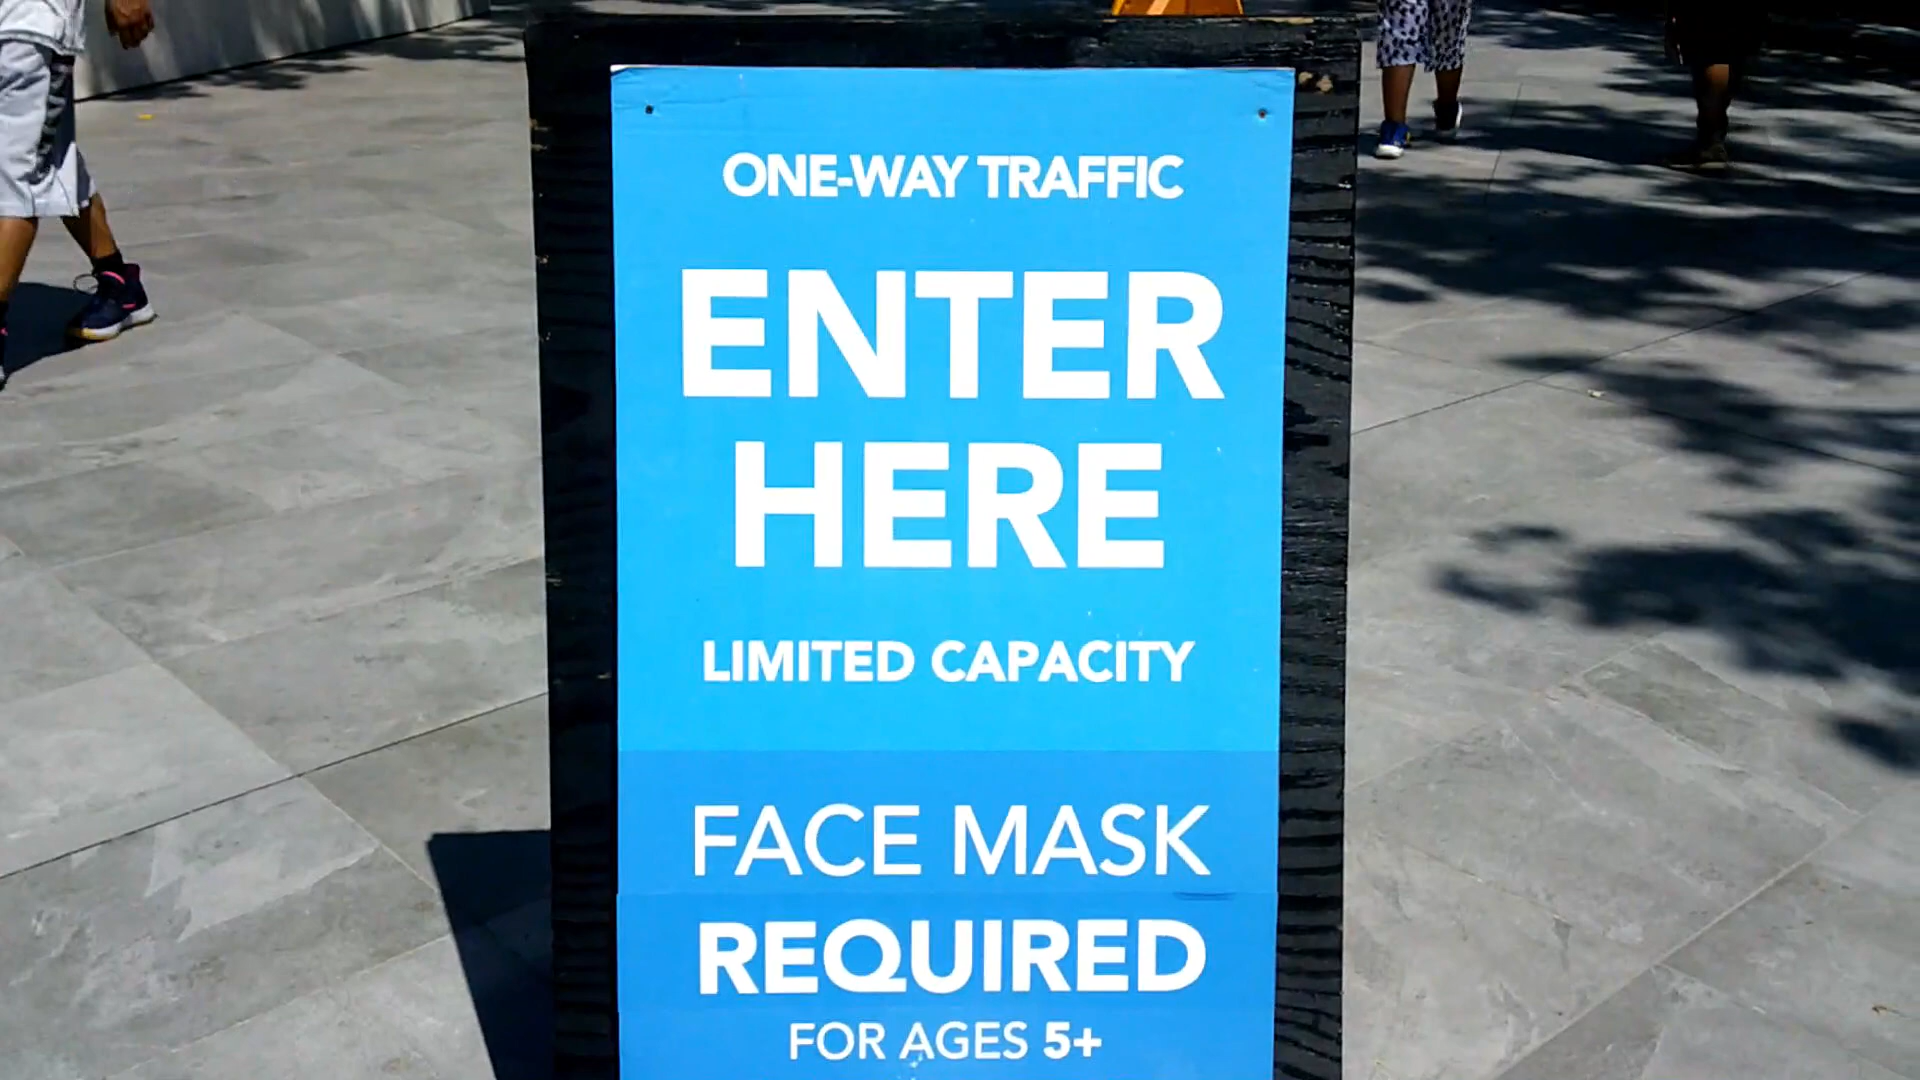 ONE-WAY TRAFFIC
ENTER
HERE
LIMITED CAPACITY
FACE MASK
REQUIRED
FOR AGES 5+